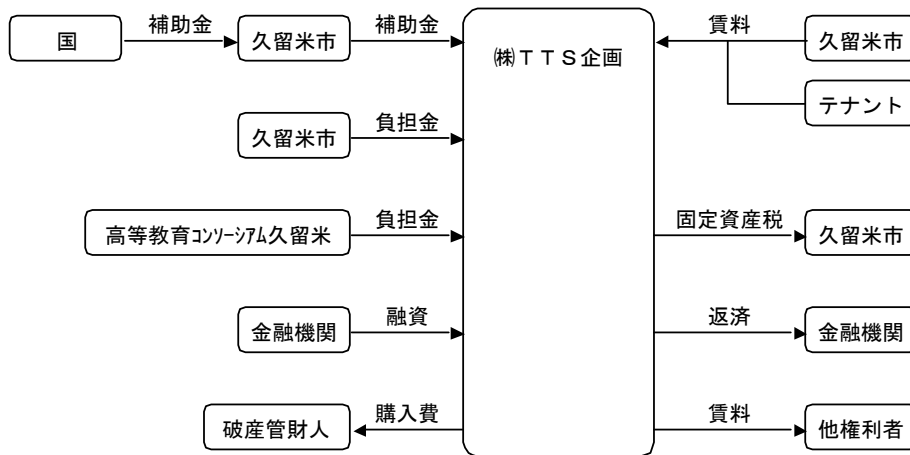 国
補助金
久留米市
補助金
㈱ＴＴＳ企画
賃料
久留米市
テナント
久留米市
負担金
高等教育ｺﾝｿｰｼｱﾑ久留米
負担金
固定資産税
久留米市
金融機関
融資
返済
金融機関
破産管財人
購入費
賃料
他権利者